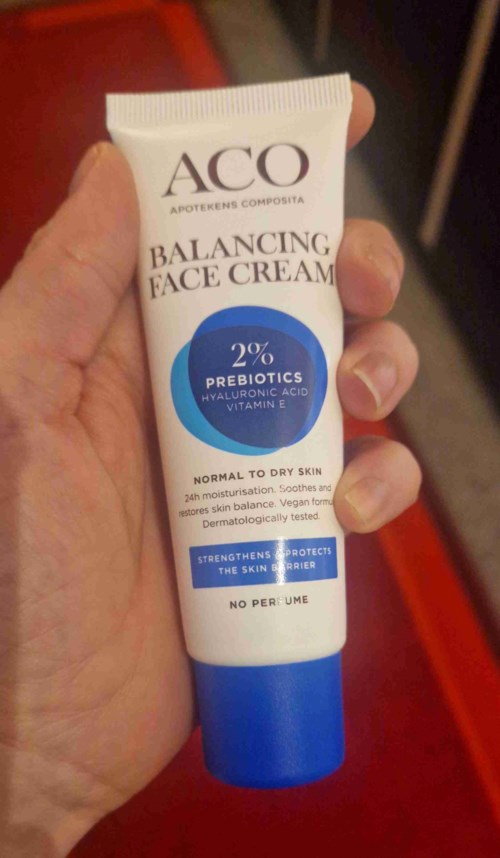 ACO
APOTEKENS COMPOSITA
BALANCING
FACE CREAM
2%
PREBIOTICS
HYALURONIC ACID
VITAMIN E
NORMAL TO DRY SKIN
24h moisturisation. Soothes and
restores skin balance. Vegan formu
Dermatologically tested.
STRENGTHENS & PROTECTS
THE SKIN BARRIER
NO PERFUME